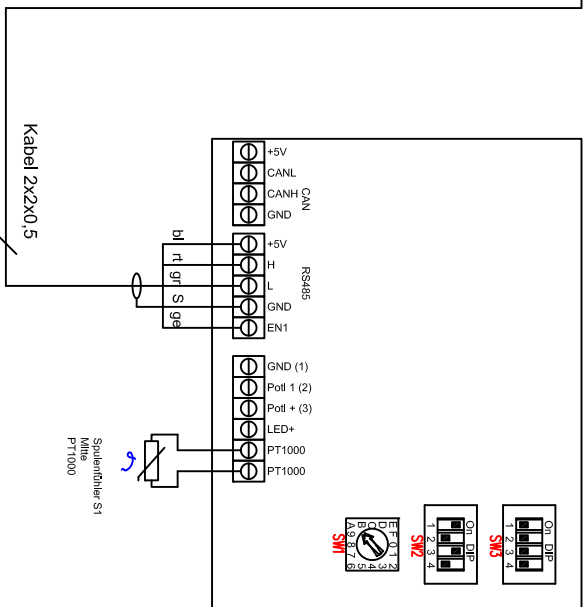 Kabel 2x2x0,5
+5V
CANL
CANH
GND
CAN
bl
rt
gr
S
ge
+5V
H
L
GND
EN1
RS485
GND (1)
Poti 1 (2)
Poti + (3)
LED+
PT1000
PT1000
Spulenfühler S1
Mitte
PT1000
On DIP
1 2 3 4
SW3
On DIP
1 2 3 4
SW2
E F 0 1 2
D 3
C 4
B 5
A 9 8 7 6
SW1